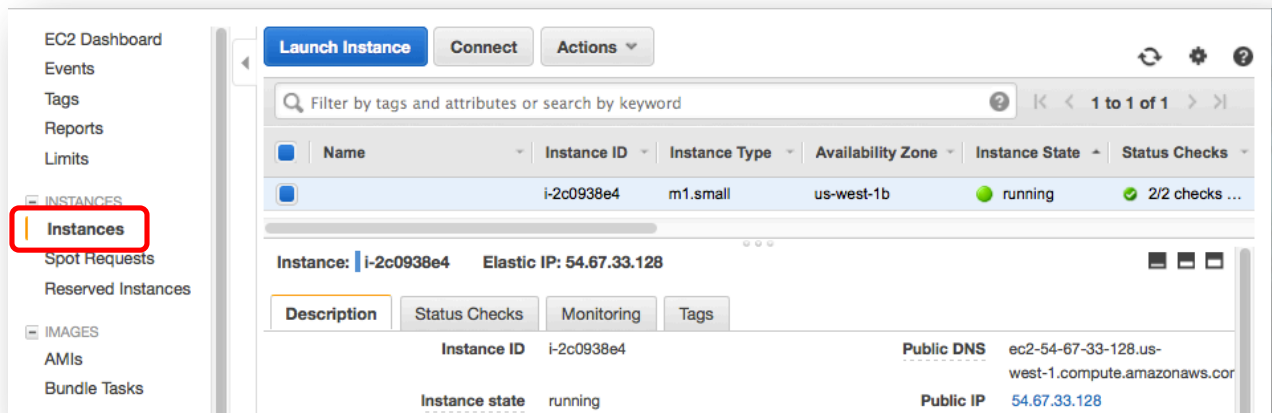 EC2 Dashboard
Events
Tags
Reports
Limits
INSTANCES
Instances
Spot Requests
Reserved Instances
IMAGES
AMIs
Bundle Tasks
Launch Instance Connect Actions
Filter by tags and attributes or search by keyword 1 to 1 of 1
Name Instance ID Instance Type Availability Zone Instance State Status Checks
i-2c0938e4 m1.small us-west-1b running 2/2 checks ...
Instance: i-2c0938e4 Elastic IP: 54.67.33.128
Description Status Checks Monitoring Tags
Instance ID i-2c0938e4 Public DNS ec2-54-67-33-128.us-
west-1.compute.amazonaws.com
Instance state running Public IP 54.67.33.128